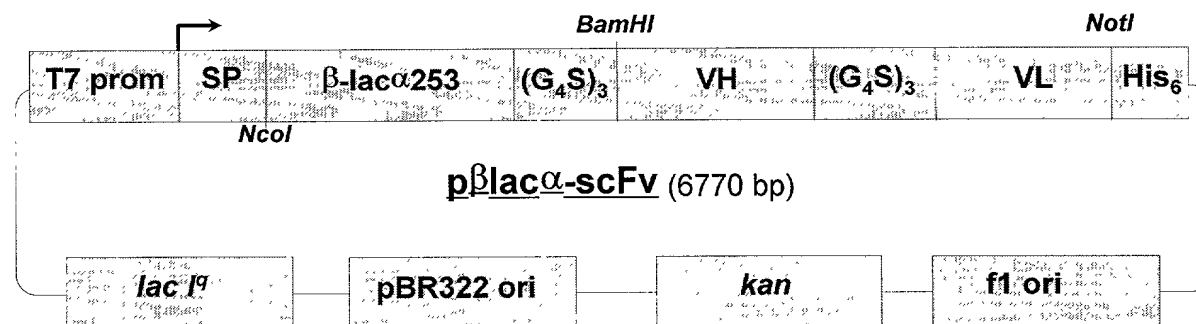 BamHI NotI
T7 prom SP β-lacα253 (G₄S)₃ VH (G₄S)₃ VL His₆
NcoI
pβlacα-scFv (6770 bp)
lac Iq pBR322 ori kan f1 ori